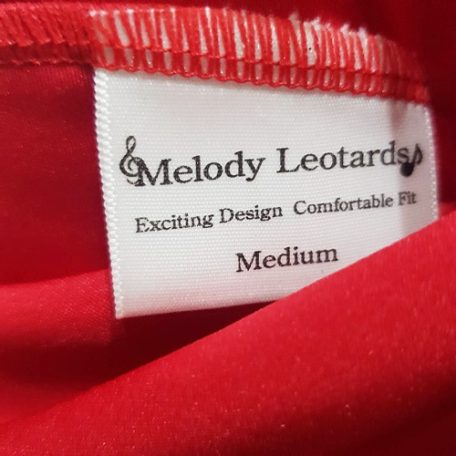 Melody Leotards
Exciting Design Comfortable Fit
Medium